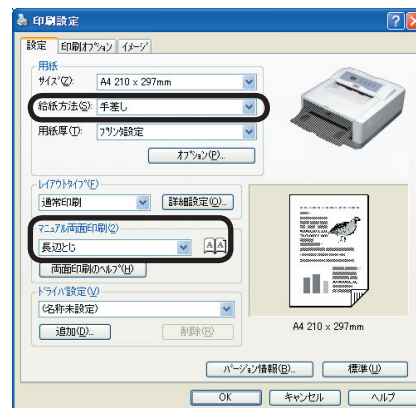 印刷設定
設定 印刷オプション イメージ
用紙
サイズ(Z): A4 210 x 297mm
給紙方法(S): 手差し
用紙厚(T): プリンタ設定
オプション(P)...
レイアウトタイプ(E)
通常印刷 詳細設定(O)...
マニュアル両面印刷(2)
長辺とじ A A
両面印刷のヘルプ(H)
ドライバ設定(V)
(名称未設定)
追加(D)... 削除(R)
A4 210 x 297mm
バージョン情報(B)... 標準(U)
OK キャンセル ヘルプ